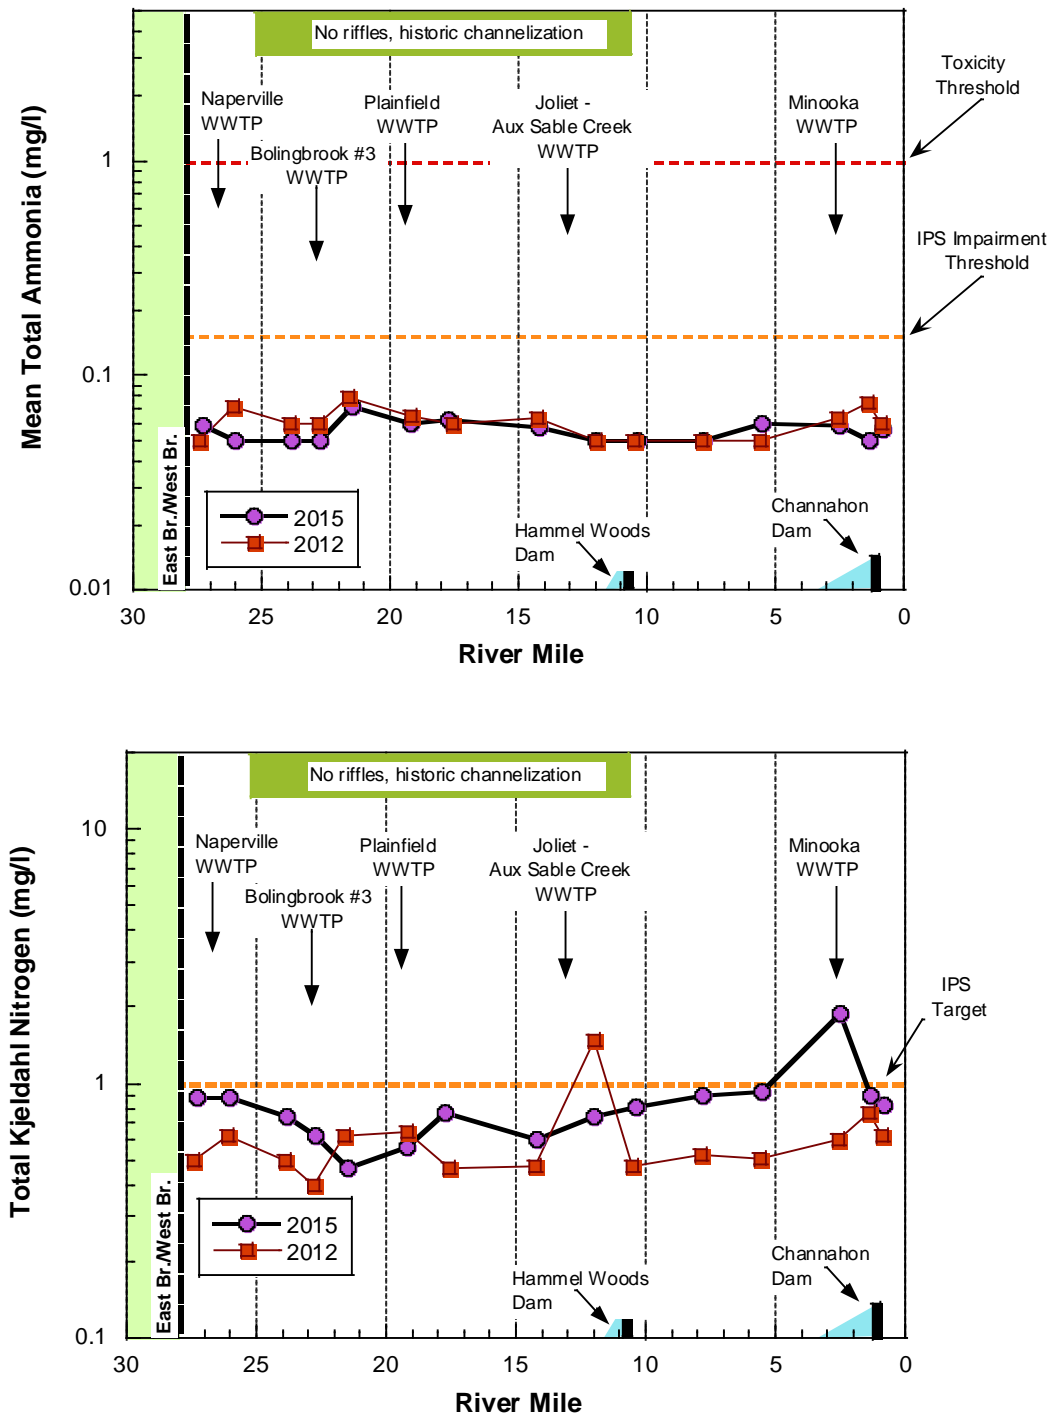 No riffles, historic channelization
Toxicity
Threshold
Naperville
WWTP
Plainfield
WWTP
Joliet -
Aux Sable Creek
WWTP
Minooka
WWTP
Bolingbrook #3
WWTP
IPS Impairment
Threshold
Mean Total Ammonia (mg/l)
1
0.1
0.01
East Br./West Br.
2015
2012
Hammel Woods
Dam
Channahon
Dam
30
25
20
15
10
5
0
River Mile
No riffles, historic channelization
Naperville
WWTP
Plainfield
WWTP
Joliet -
Aux Sable Creek
WWTP
Minooka
WWTP
Bolingbrook #3
WWTP
IPS
Target
Total Kjeldahl Nitrogen (mg/l)
10
1
0.1
East Br./West Br.
2015
2012
Hammel Woods
Dam
Channahon
Dam
30
25
20
15
10
5
0
River Mile